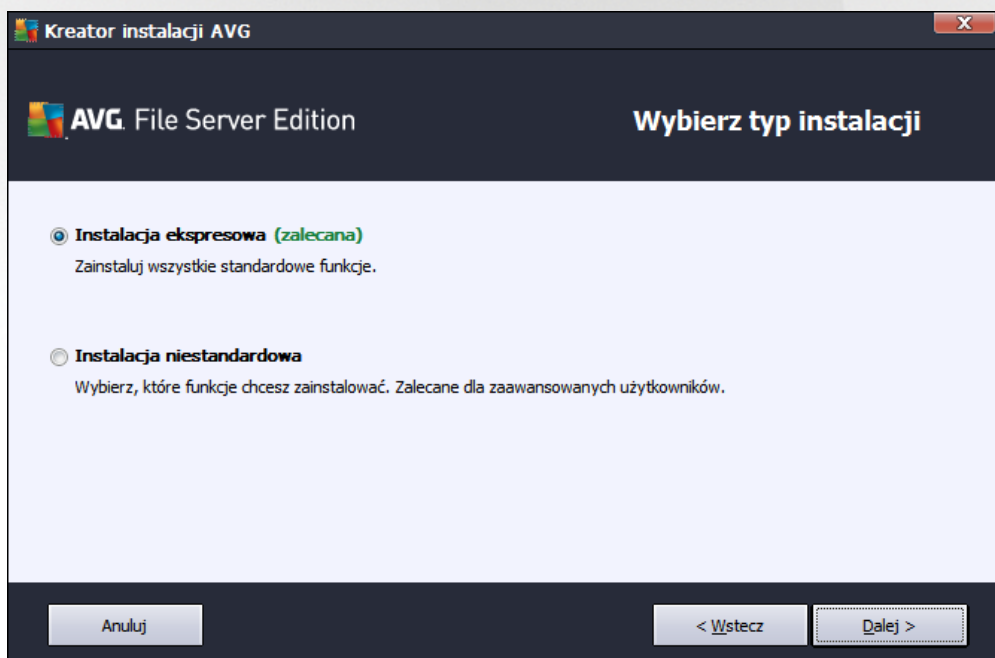 Kreator instalacji AVG
X
AVG. File Server Edition
Wybierz typ instalacji
Instalacja ekspresowa (zalecana)
Zainstaluj wszystkie standardowe funkcje.
Instalacja niestandardowa
Wybierz, które funkcje chcesz zainstalować. Zalecane dla zaawansowanych użytkowników.
Anuluj
< Wstecz
Dalej >